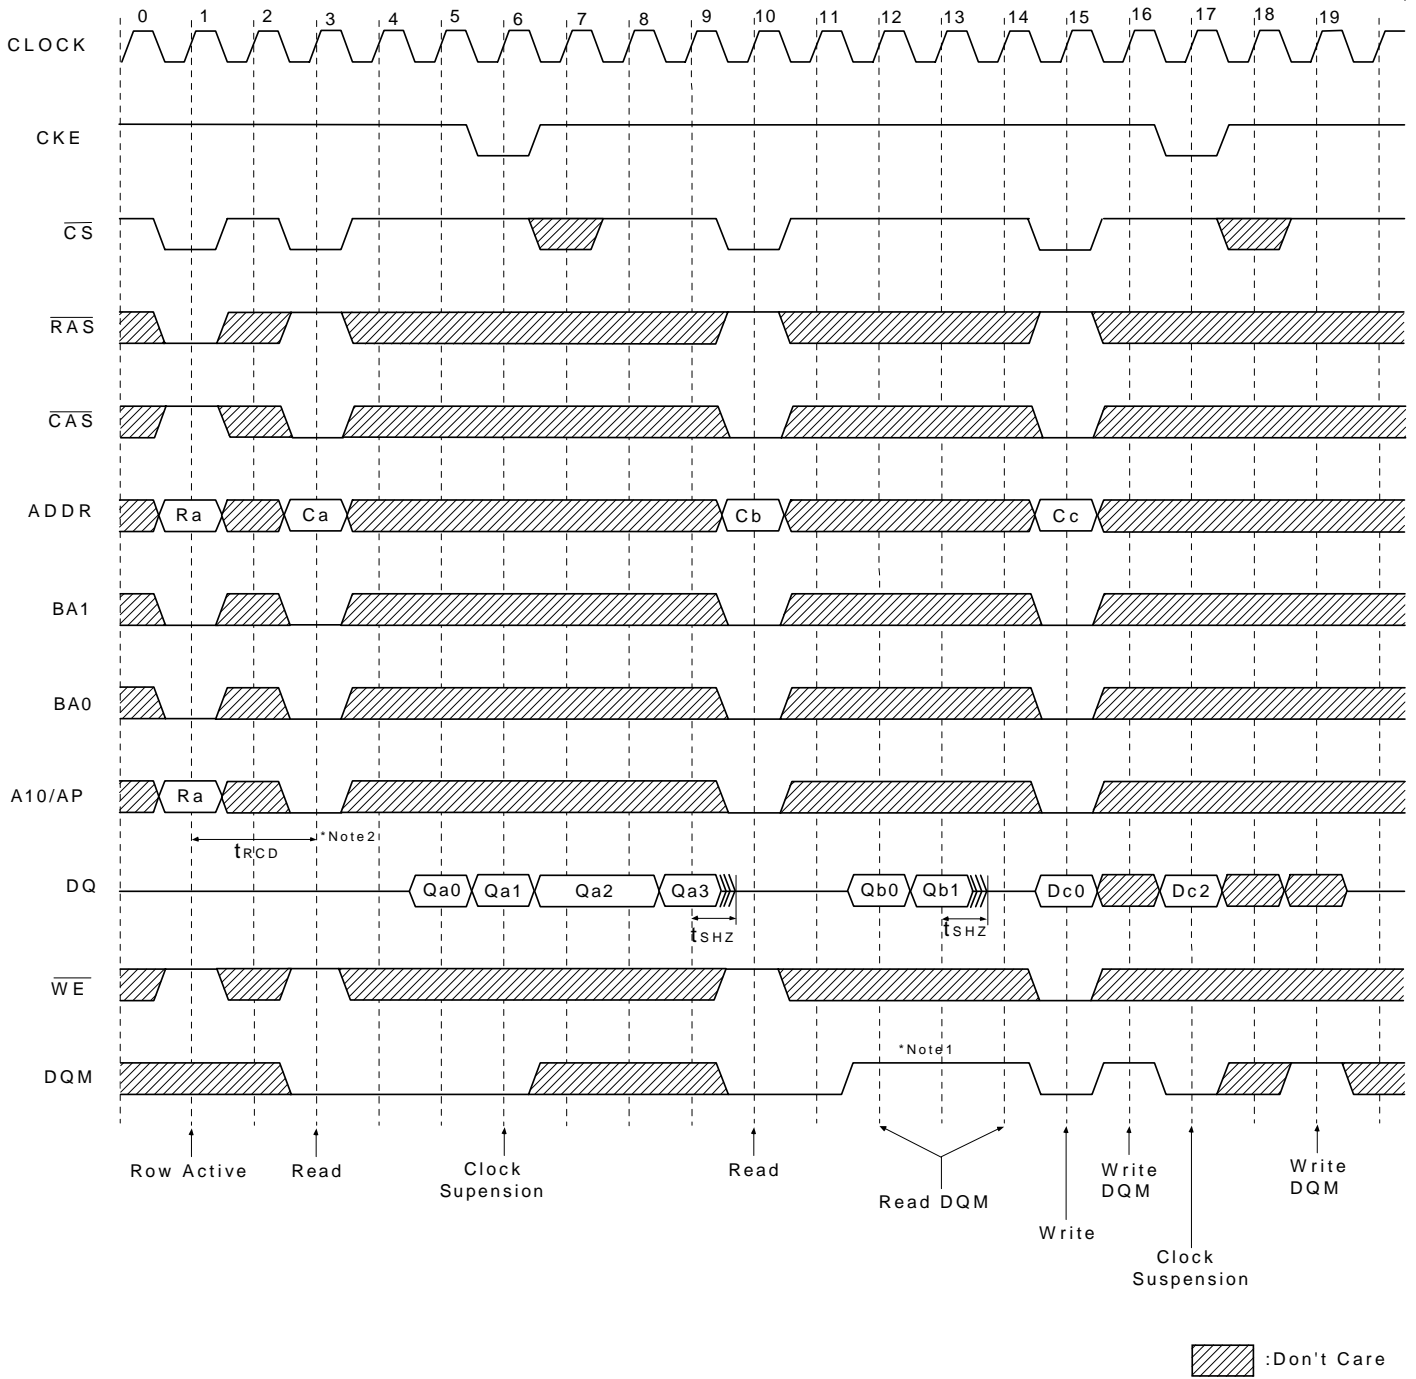 0 1 2 3 4 5 6 7 8 9 10 11 12 13 14 15 16 17 18 19
CLOCK
CKE
CS
RAS
CAS
ADDR Ra Ca Cb Cc
BA1
BA0
A10/AP Ra
tRCD *Note2
DQ Qa0 Qa1 Qa2 Qa3 Qb0 Qb1 Dc0 Dc2
tSHZ tSHZ
WE
*Note1
DQM
Row Active
Read
Clock
Supension
Read
Read DQM
Write
Write
DQM
Clock
Suspension
Write
DQM
:Don't Care